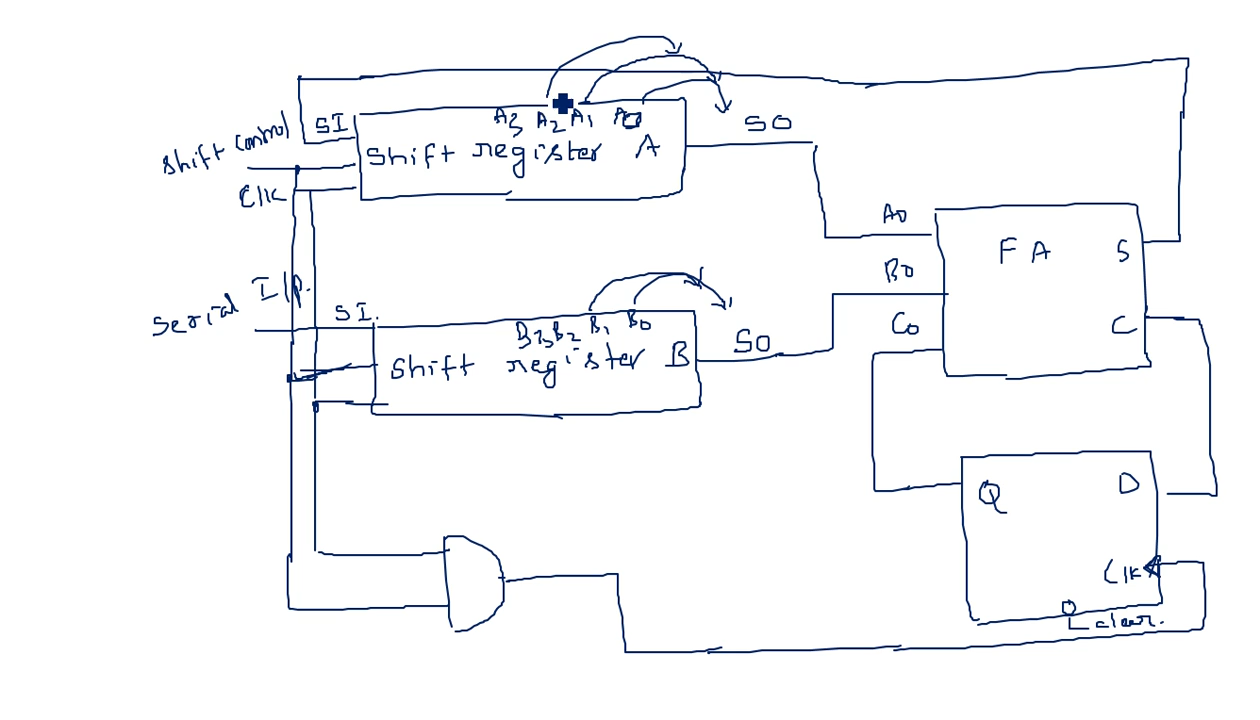 Shift Control
SI
A3 A2 A1 A0
Shift register A
SO
Clk
A0
FA S
B0
Serial I/p.
SI.
B3 B2 B1 B0
Shift register B
SO
C0
C
Q D
Clk
clear.